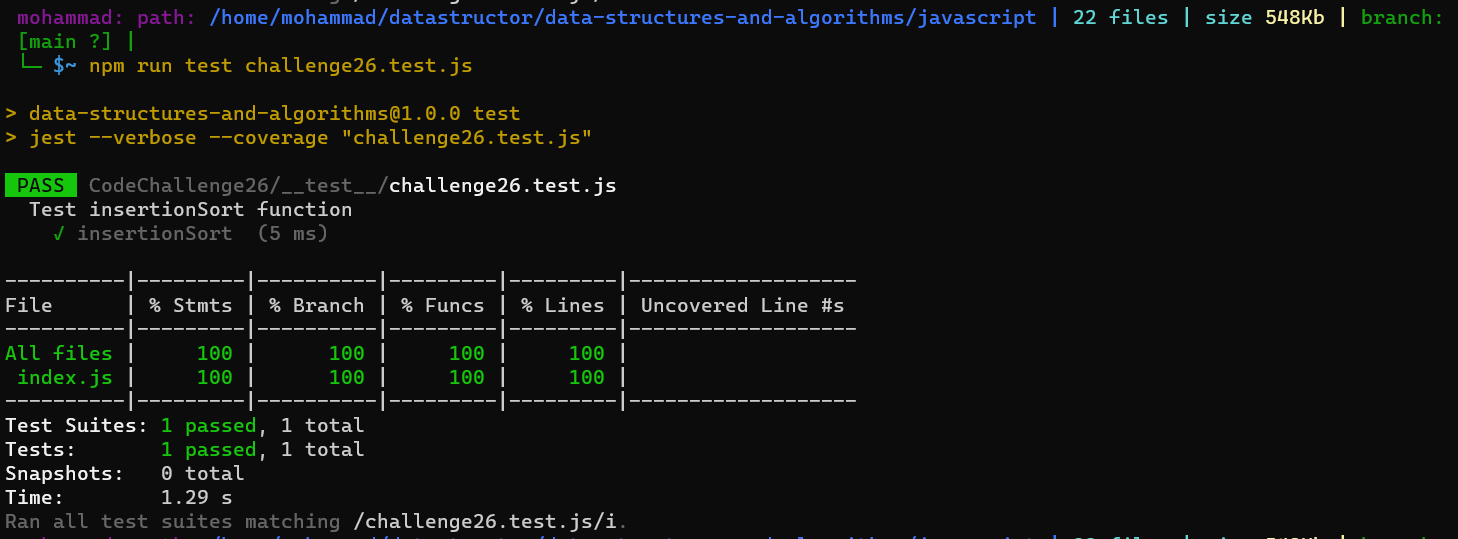 mohammad: path: /home/mohammad/datastructor/data-structures-and-algorithms/javascript | 22 files | size 548Kb | branch:
[main ?] |
└─ $~ npm run test challenge26.test.js
> data-structures-and-algorithms@1.0.0 test
> jest --verbose --coverage "challenge26.test.js"
PASS CodeChallenge26/__test__/challenge26.test.js
Test insertionSort function
√ insertionSort (5 ms)
----------|---------|----------|---------|---------|-------------------
File      | % Stmts | % Branch | % Funcs | % Lines | Uncovered Line #s
----------|---------|----------|---------|---------|-------------------
All files |     100 |      100 |     100 |     100 |
 index.js |     100 |      100 |     100 |     100 |
----------|---------|----------|---------|---------|-------------------
Test Suites: 1 passed, 1 total
Tests:       1 passed, 1 total
Snapshots:   0 total
Time:        1.29 s
Ran all test suites matching /challenge26.test.js/i.